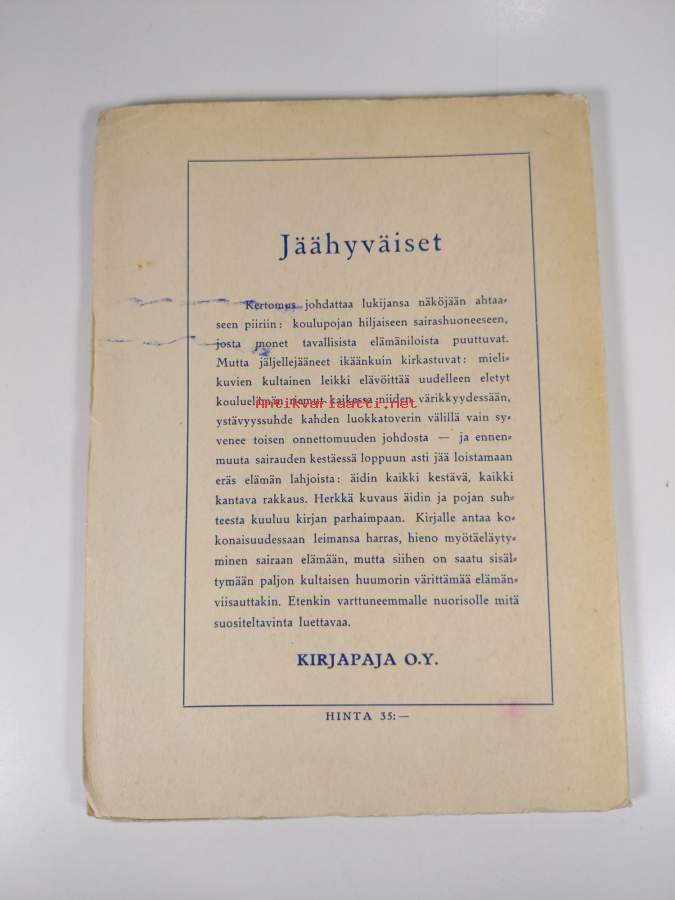 Jäähyväiset
Kertomus johdattaa lukijansa näköjään ahtaa-
seen piiriin: koulupojan hiljaiseen sairashuoneeseen,
josta monet tavallisista elämäniloista puuttuvat.
Mutta jäljellejääneet ikäänkuin kirkastuvat: mieli-
kuvien kultainen leikki elävöittää uudelleen eletyt
kouluelämän riemut kaikessa niiden värikkyydessään,
Antikvariaatti.net
ystävyyssuhde kahden luokkatoverin välillä vain sy-
venee toisen onnettomuuden johdosta — ja ennen-
muuta sairauden kestäessä loppuun asti jää loistamaan
eräs elämän lahjoista: äidin kaikki kestävä, kaikki
kantava rakkaus. Herkkä kuvaus äidin ja pojan suh-
teesta kuuluu kirjan parhaimpaan. Kirjalle antaa ko-
konaisuudessaan leimansa harras, hieno myötäeläyty-
minen sairaan elämään, mutta siihen on saatu sisäl-
tymään paljon kultaisen huumorin värittämää elämän-
viisauttakin. Etenkin varttuneemmalle nuorisolle mitä
suositeltavinta luettavaa.
KIRJAPAJA O.Y.
HINTA 35:—